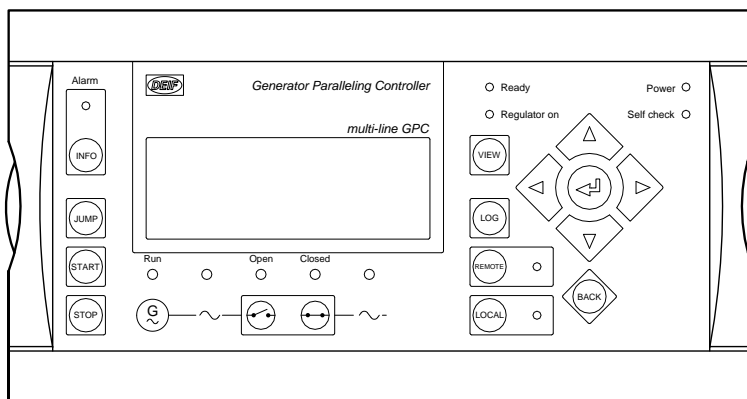 Alarm
INFO
JUMP
START
STOP
DEIF
Generator Paralleling Controller
multi-line GPC
Run
Open
Closed
G
Ready
Power
Regulator on
Self check
VIEW
LOG
REMOTE
LOCAL
BACK